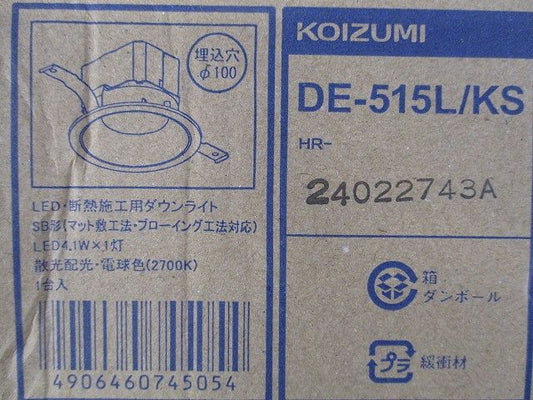 埋込穴
φ100
LED・断熱施工用ダウンライト
SB形(マット敷工法・ブローイング工法対応)
LED4.1W×1灯
散光配光・電球色(2700K)
1台入
4906460745054
KOIZUMI
DE-515L/KS
HR-
24022743A
箱
ダンボール
プラ
緩衝材